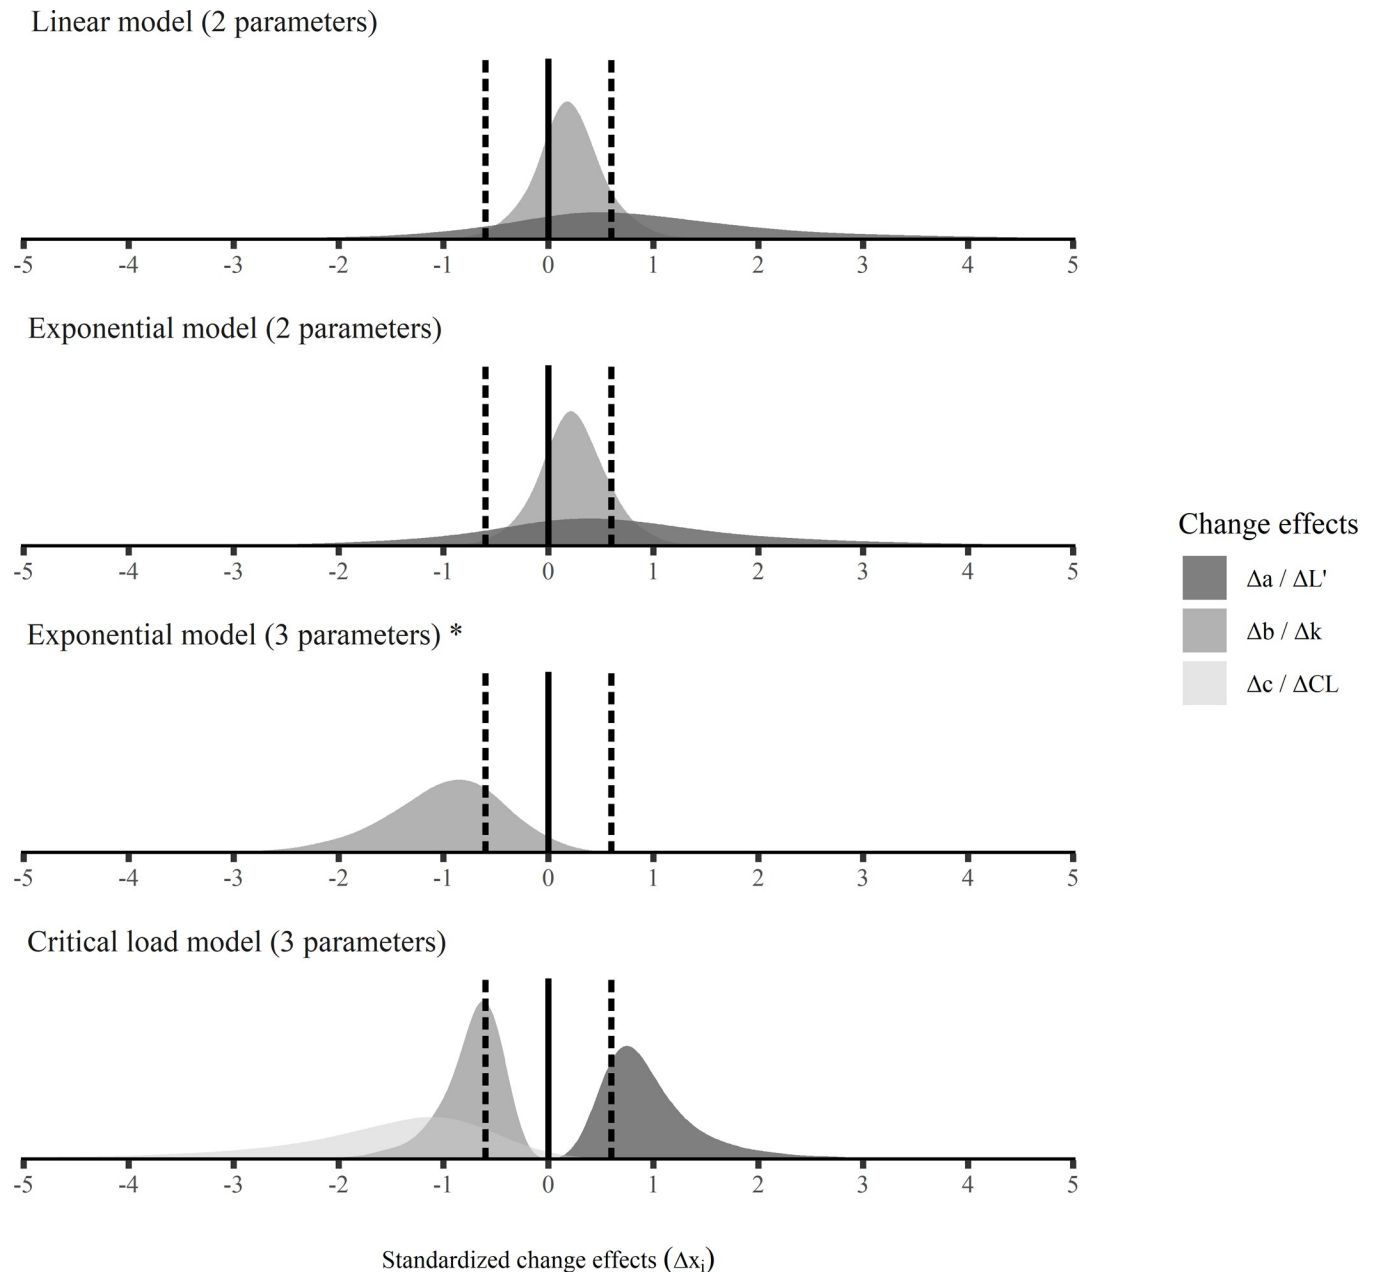 Linear model (2 parameters)
-5 -4 -3 -2 -1 0 1 2 3 4 5
Exponential model (2 parameters)
-5 -4 -3 -2 -1 0 1 2 3 4 5
Exponential model (3 parameters) *
-5 -4 -3 -2 -1 0 1 2 3 4 5
Critical load model (3 parameters)
-5 -4 -3 -2 -1 0 1 2 3 4 5
Standardized change effects (Δxᵢ)
Change effects
Δa / ΔL'
Δb / Δk
Δc / ΔCL